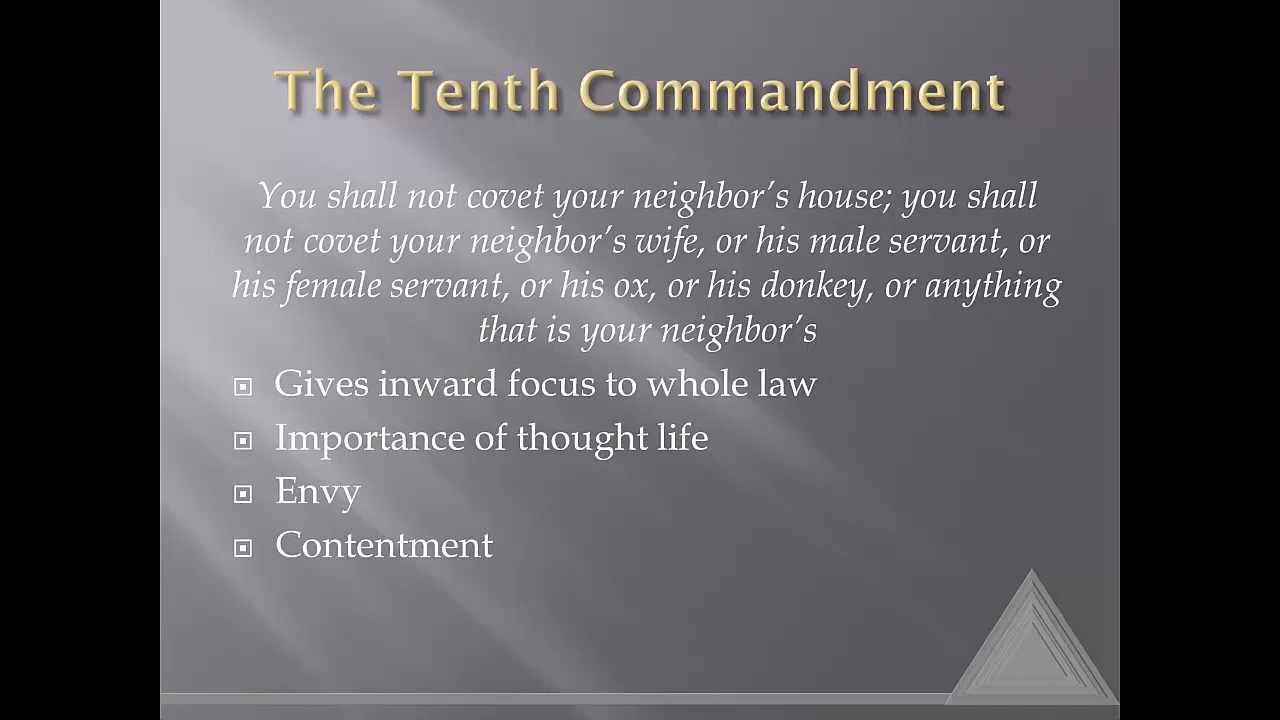 The Tenth Commandment
You shall not covet your neighbor’s house; you shall
not covet your neighbor’s wife, or his male servant, or
his female servant, or his ox, or his donkey, or anything
that is your neighbor’s
Gives inward focus to whole law
Importance of thought life
Envy
Contentment